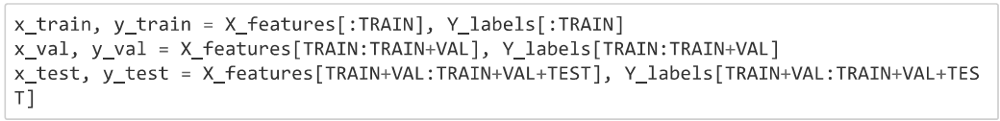 x_train, y_train = X_features[:TRAIN], Y_labels[:TRAIN]
x_val, y_val = X_features[TRAIN:TRAIN+VAL], Y_labels[TRAIN:TRAIN+VAL]
x_test, y_test = X_features[TRAIN+VAL:TRAIN+VAL+TEST], Y_labels[TRAIN+VAL:TRAIN+VAL+TES
T]